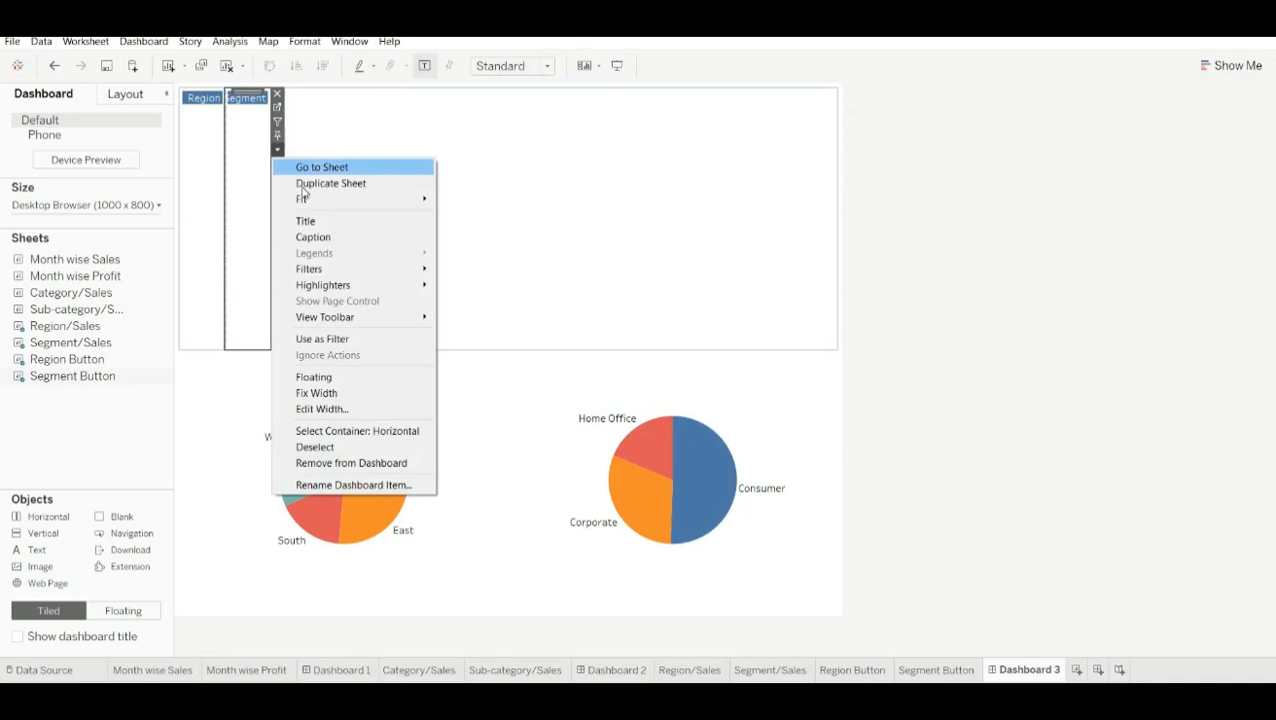 File Data Worksheet Dashboard Story Analysis Map Format Window Help
Standard
Show Me
Dashboard Layout
Default
Phone
Device Preview
Size
Desktop Browser (1000 x 800)
Sheets
Month wise Sales
Month wise Profit
Category/Sales
Sub-category/S...
Region/Sales
Segment/Sales
Region Button
Segment Button
Objects
Horizontal Blank
Vertical Navigation
Text Download
Image Extension
Web Page
Tiled Floating
Show dashboard title
Region Segment
Go to Sheet
Duplicate Sheet
Fit
Title
Caption
Legends
Filters
Highlighters
Show Page Control
View Toolbar
Use as Filter
Ignore Actions
Floating
Fix Width
Edit Width...
Select Container: Horizontal
Deselect
Remove from Dashboard
Rename Dashboard Item...
W
South
East
Home Office
Consumer
Corporate
Data Source Month wise Sales Month wise Profit Dashboard 1 Category/Sales Sub-category/Sales Dashboard 2 Region/Sales Segment/Sales Region Button Segment Button Dashboard 3